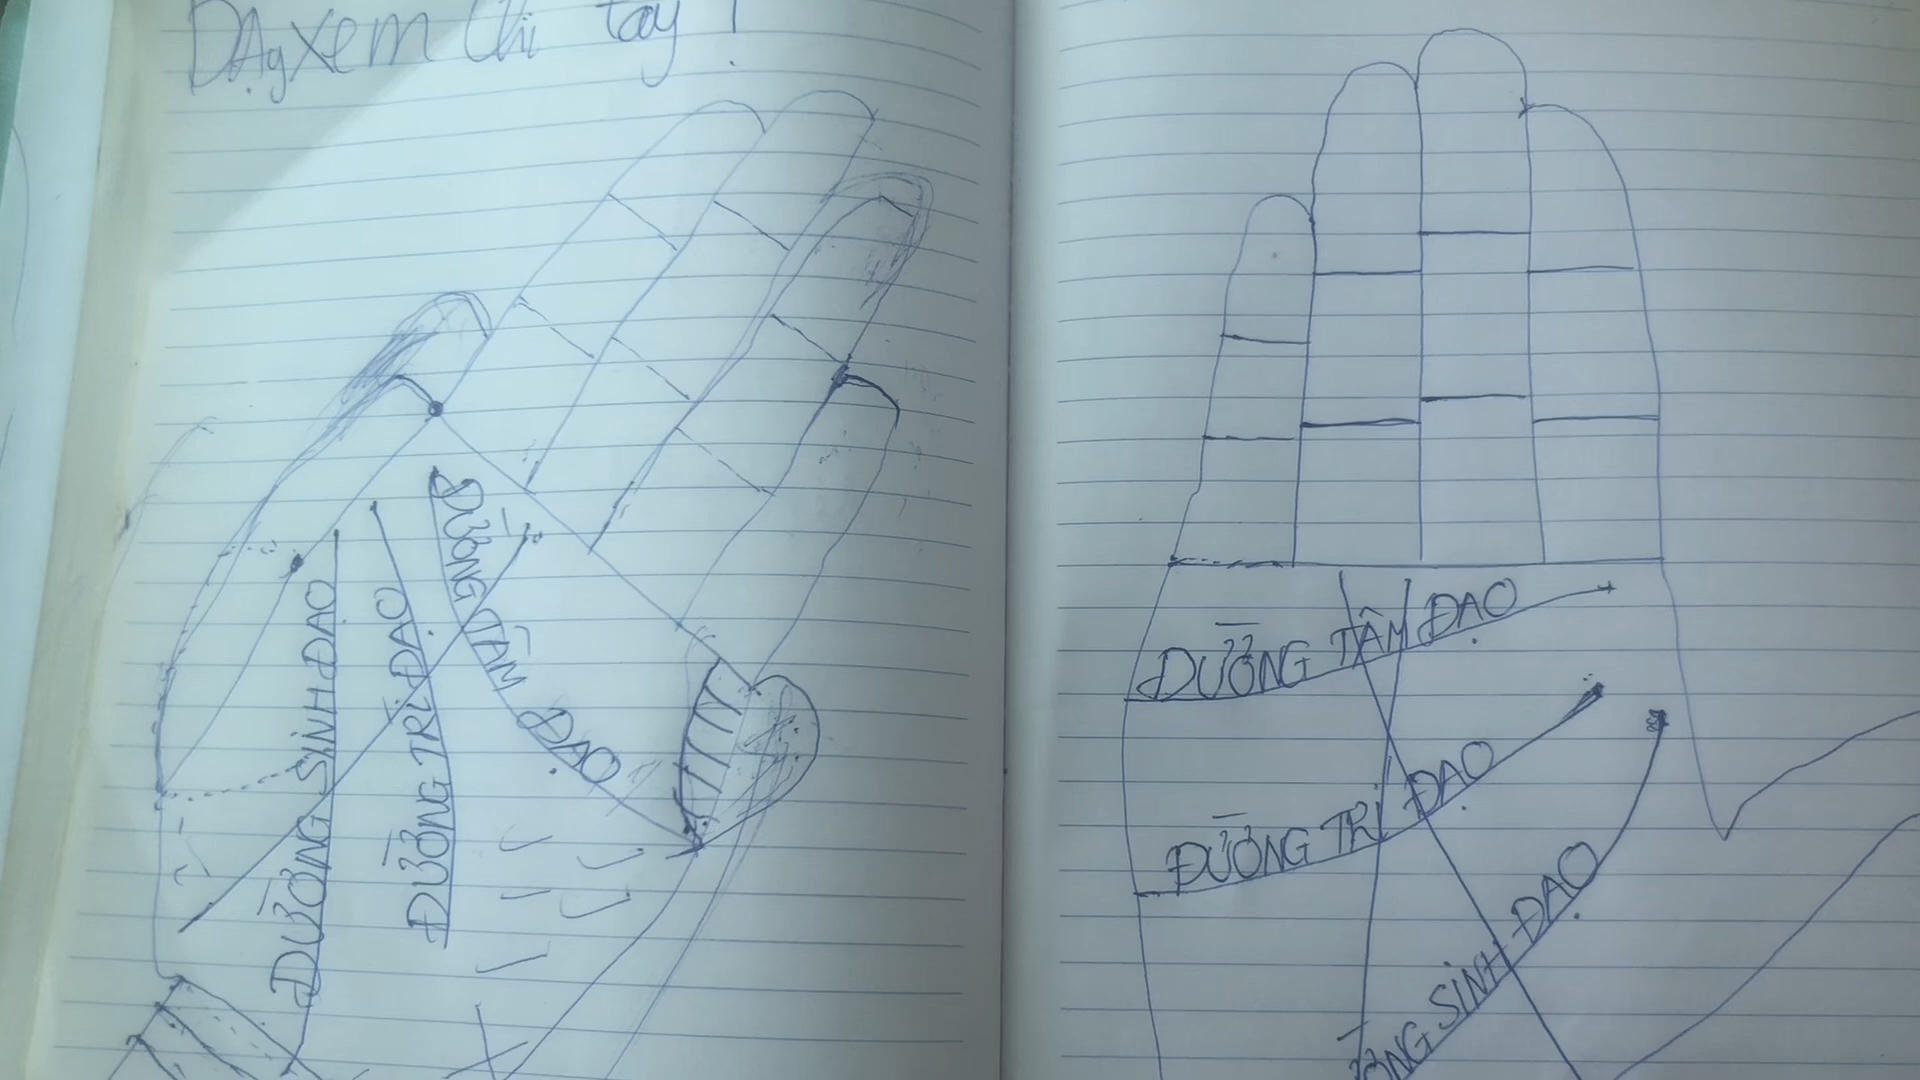 DẠy xem chỉ tay !
ĐƯỜNG SINH ĐẠO
ĐƯỜNG TRÍ ĐẠO
ĐƯỜNG TÂM ĐẠO
ĐƯỜNG TÂM ĐẠO
ĐƯỜNG TRÍ ĐẠO
ƯỜNG SINH ĐẠO